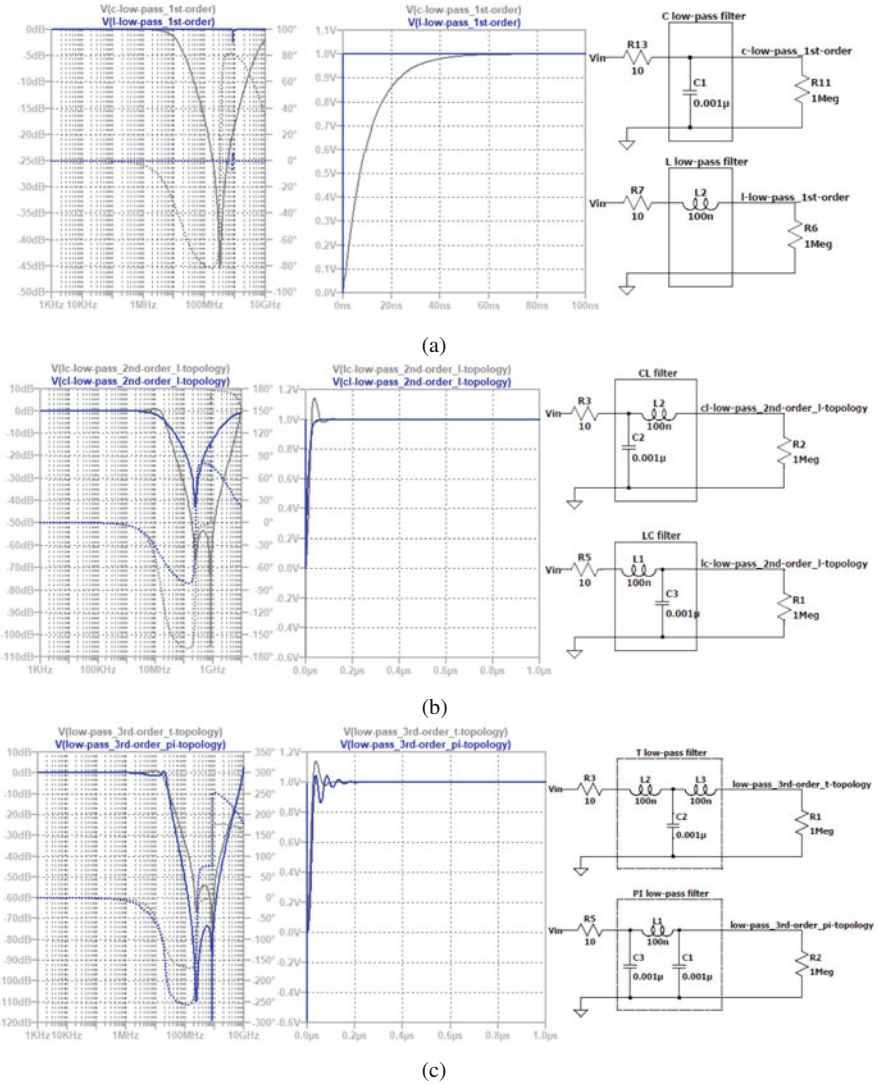 V(c-low-pass_1st-order)
V(l-low-pass_1st-order)
0dB
-5dB
-10dB
-15dB
-20dB
-25dB
-30dB
-35dB
-40dB
-45dB
-50dB
100°
80°
60°
40°
20°
0°
-20°
-40°
-60°
-80°
-100°
1KHz 10KHz 1MHz 100MHz 10GHz
V(c-low-pass_1st-order)
V(l-low-pass_1st-order)
1.1V
1.0V
0.9V
0.8V
0.7V
0.6V
0.5V
0.4V
0.3V
0.2V
0.1V
0.0V
0ns 20ns 40ns 60ns 80ns 100ns
C low-pass filter
Vin
R13
10
c-low-pass_1st-order
C1
0.001µ
R11
1Meg
L low-pass filter
Vin
R7
10
L2
100n
l-low-pass_1st-order
R6
1Meg
(a)
V(lc-low-pass_2nd-order_l-topology)
V(cl-low-pass_2nd-order_l-topology)
10dB
0dB
-10dB
-20dB
-30dB
-40dB
-50dB
-60dB
-70dB
-80dB
-90dB
-100dB
-110dB
180°
150°
120°
90°
60°
30°
0°
-30°
-60°
-90°
-120°
-150°
-180°
1KHz 100KHz 10MHz 1GHz
V(lc-low-pass_2nd-order_l-topology)
V(cl-low-pass_2nd-order_l-topology)
1.2V
1.0V
0.8V
0.6V
0.4V
0.2V
0.0V
-0.2V
-0.4V
-0.6V
0.0µs 0.2µs 0.4µs 0.6µs 0.8µs 1.0µs
CL filter
Vin
R3
10
L2
100n
cl-low-pass_2nd-order_l-topology
C2
0.001µ
R2
1Meg
LC filter
Vin
R5
10
L1
100n
lc-low-pass_2nd-order_l-topology
C3
0.001µ
R1
1Meg
(b)
V(low-pass_3rd-order_t-topology)
V(low-pass_3rd-order_pi-topology)
10dB
0dB
-10dB
-20dB
-30dB
-40dB
-50dB
-60dB
-70dB
-80dB
-90dB
-100dB
-110dB
-120dB
350°
300°
250°
200°
150°
100°
50°
0°
-50°
-100°
-150°
-200°
-250°
-300°
1KHz 10KHz 1MHz 100MHz 10GHz
V(low-pass_3rd-order_t-topology)
V(low-pass_3rd-order_pi-topology)
1.2V
1.0V
0.8V
0.6V
0.4V
0.2V
0.0V
-0.2V
-0.4V
-0.6V
0.0µs 0.2µs 0.4µs 0.6µs 0.8µs 1.0µs
T low-pass filter
Vin
R3
10
L2
100n
L3
100n
low-pass_3rd-order_t-topology
C2
0.001µ
R1
1Meg
PI low-pass filter
Vin
R5
10
L1
100n
low-pass_3rd-order_pi-topology
C3
0.001µ
C1
0.001µ
R2
1Meg
(c)